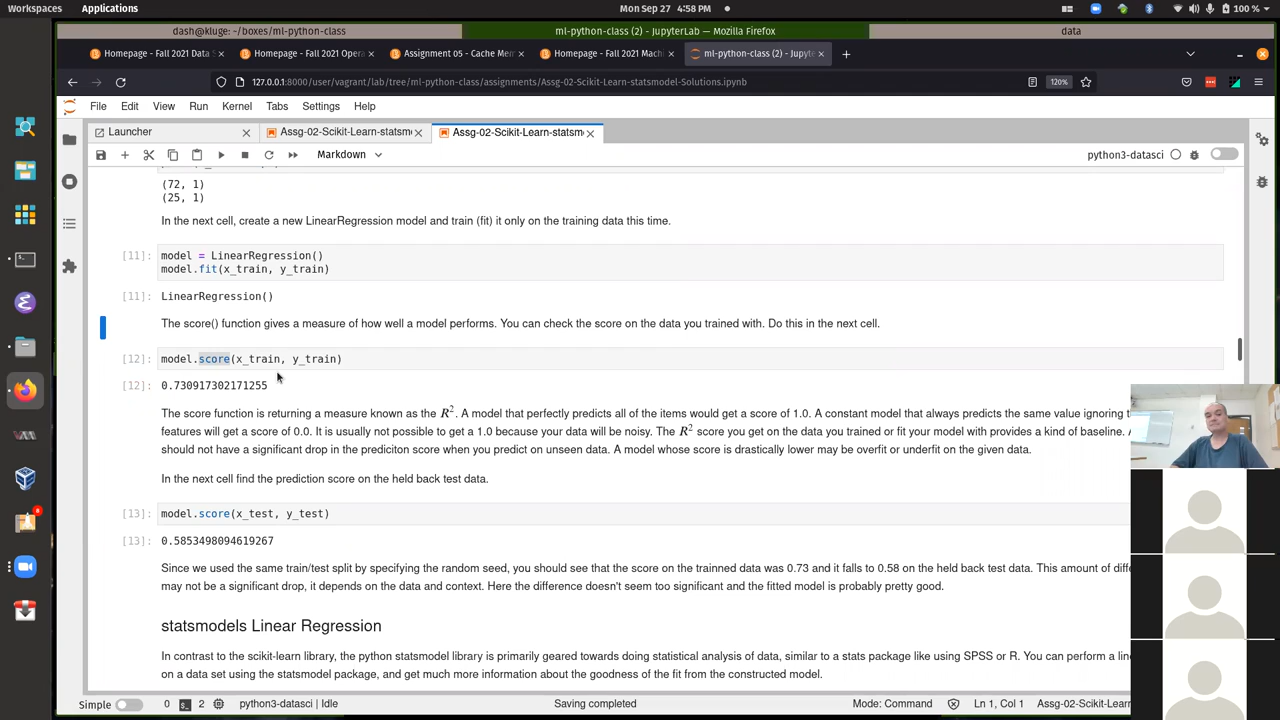 Workspaces Applications Mon Sep 27 4:58 PM 100 %
dash@kluge:~/boxes/ml-python-class ml-python-class (2) - JupyterLab — Mozilla Firefox data
Homepage - Fall 2021 Data S Homepage - Fall 2021 Opera Assignment 05 - Cache Mem Homepage - Fall 2021 Machi ml-python-class (2) - Jupyte
127.0.0.1:8000/user/vagrant/lab/tree/ml-python-class/assignments/Assg-02-Scikit-Learn-statsmodel-Solutions.ipynb 120%
File Edit View Run Kernel Tabs Settings Help
Launcher Assg-02-Scikit-Learn-statsm Assg-02-Scikit-Learn-statsm
Markdown python3-datasci
(72, 1)
(25, 1)
In the next cell, create a new LinearRegression model and train (fit) it only on the training data this time.
[11]: model = LinearRegression()
model.fit(x_train, y_train)
[11]: LinearRegression()
The score() function gives a measure of how well a model performs. You can check the score on the data you trained with. Do this in the next cell.
[12]: model.score(x_train, y_train)
[12]: 0.730917302171255
The score function is returning a measure known as the R². A model that perfectly predicts all of the items would get a score of 1.0. A constant model that always predicts the same value ignoring t
features will get a score of 0.0. It is usually not possible to get a 1.0 because your data will be noisy. The R² score you get on the data you trained or fit your model with provides a kind of baseline. A
should not have a significant drop in the prediciton score when you predict on unseen data. A model whose score is drastically lower may be overfit or underfit on the given data.
In the next cell find the prediction score on the held back test data.
[13]: model.score(x_test, y_test)
[13]: 0.5853498094619267
Since we used the same train/test split by specifying the random seed, you should see that the score on the trainned data was 0.73 and it falls to 0.58 on the held back test data. This amount of diffe
may not be a significant drop, it depends on the data and context. Here the difference doesn't seem too significant and the fitted model is probably pretty good.
statsmodels Linear Regression
In contrast to the scikit-learn library, the python statsmodel library is primarily geared towards doing statistical analysis of data, similar to a stats package like using SPSS or R. You can perform a line
on a data set using the statsmodel package, and get much more information about the goodness of the fit from the constructed model.
Simple 0 2 python3-datasci | Idle Saving completed Mode: Command Ln 1, Col 1 Assg-02-Scikit-Learn